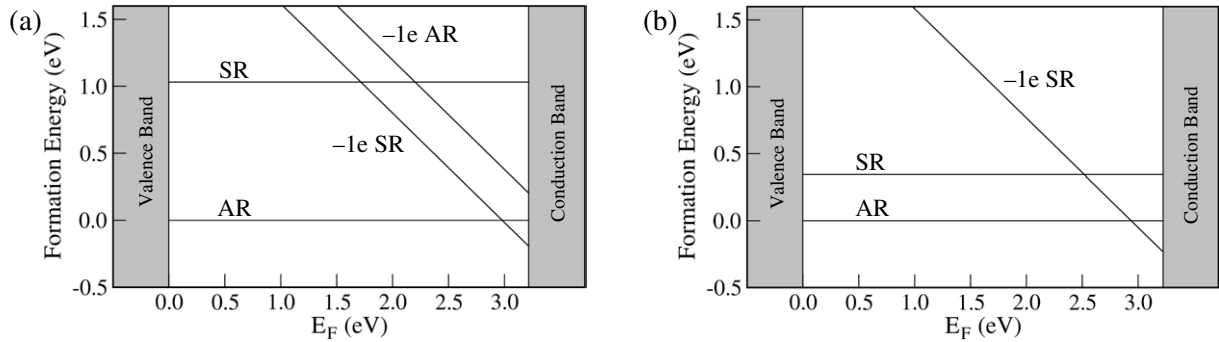 (a)
Formation Energy (eV)
1.5
1.0
0.5
0.0
-0.5
Valence Band
SR
AR
–1e AR
–1e SR
Conduction Band
0.0 0.5 1.0 1.5 2.0 2.5 3.0
E_F (eV)
(b)
Formation Energy (eV)
1.5
1.0
0.5
0.0
-0.5
Valence Band
SR
AR
–1e SR
Conduction Band
0.0 0.5 1.0 1.5 2.0 2.5 3.0
E_F (eV)